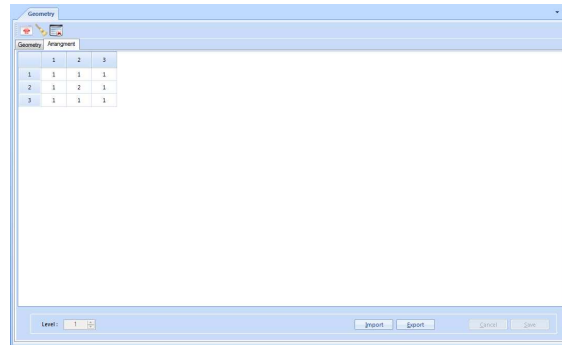 Geometry
Geometry Arrangment
1 2 3
1 1 1 1
2 1 2 1
3 1 1 1
Level: 1 Import Export Cancel Save